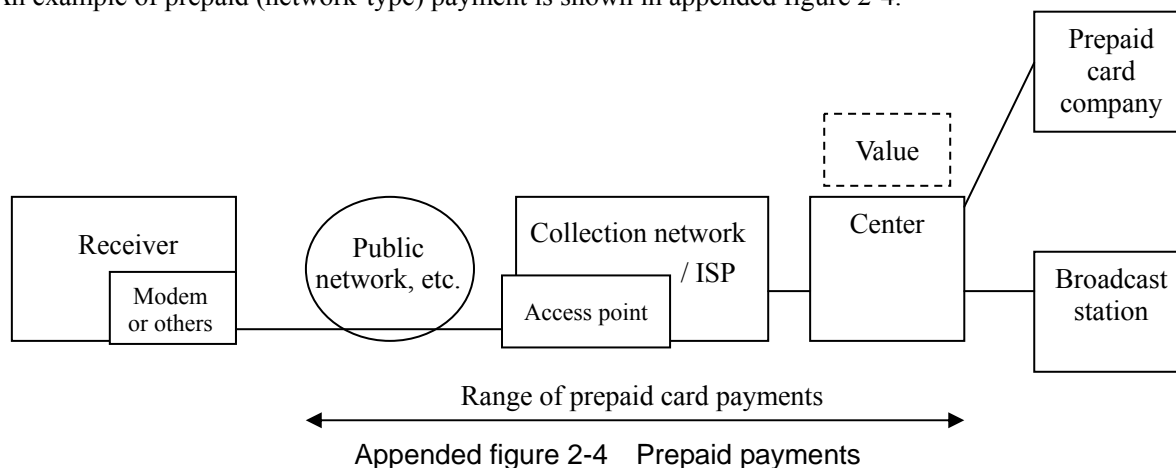 An example of prepaid (network-type) payment is shown in appended figure 2-4.
Prepaid
card
company
Value
Receiver
Modem
or others
Public
network, etc.
Collection network
/ ISP
Access point
Center
Broadcast
station
Range of prepaid card payments
Appended figure 2-4 Prepaid payments